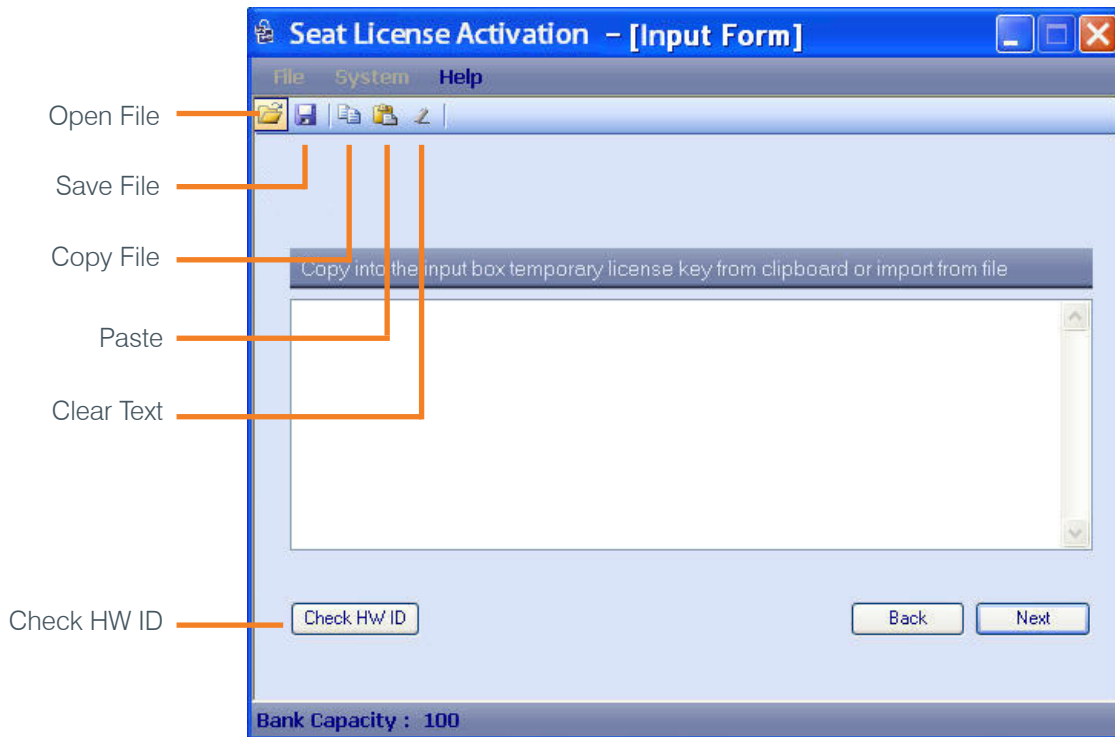 Seat License Activation – [Input Form]
File System Help
Open File
Save File
Copy File
Copy into the input box temporary license key from clipboard or import from file
Paste
Clear Text
Check HW ID
Check HW ID
Back
Next
Bank Capacity : 100